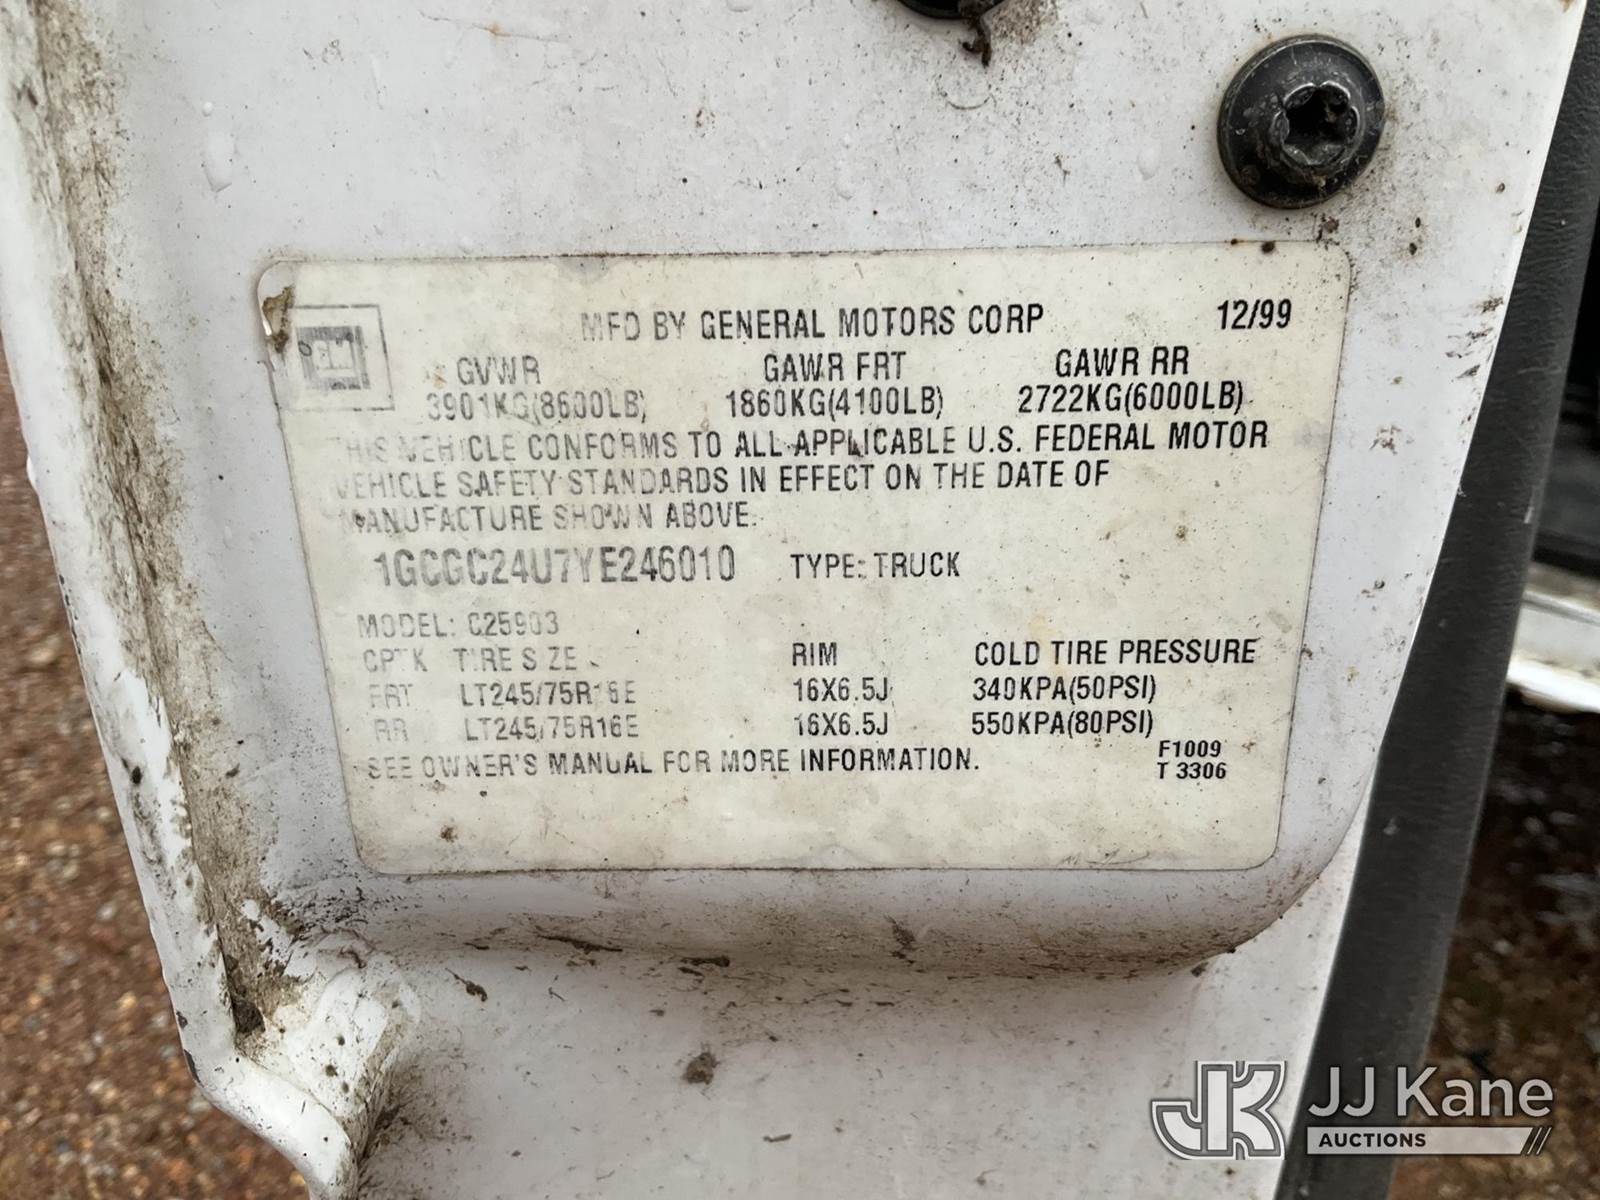 MFD BY GENERAL MOTORS CORP 12/99
GM
GVWR GAWR FRT GAWR RR
3901KG(8600LB) 1860KG(4100LB) 2722KG(6000LB)
THIS VEHICLE CONFORMS TO ALL APPLICABLE U.S. FEDERAL MOTOR
VEHICLE SAFETY STANDARDS IN EFFECT ON THE DATE OF
MANUFACTURE SHOWN ABOVE.
1GCGC24U7YE246010 TYPE: TRUCK
MODEL: C25903
TIRE SIZE RIM COLD TIRE PRESSURE
FRT LT245/75R16E 16X6.5J 340KPA(50PSI)
RR LT245/75R16E 16X6.5J 550KPA(80PSI)
SEE OWNER'S MANUAL FOR MORE INFORMATION.
F1009
T 3306
JK JJ Kane
AUCTIONS